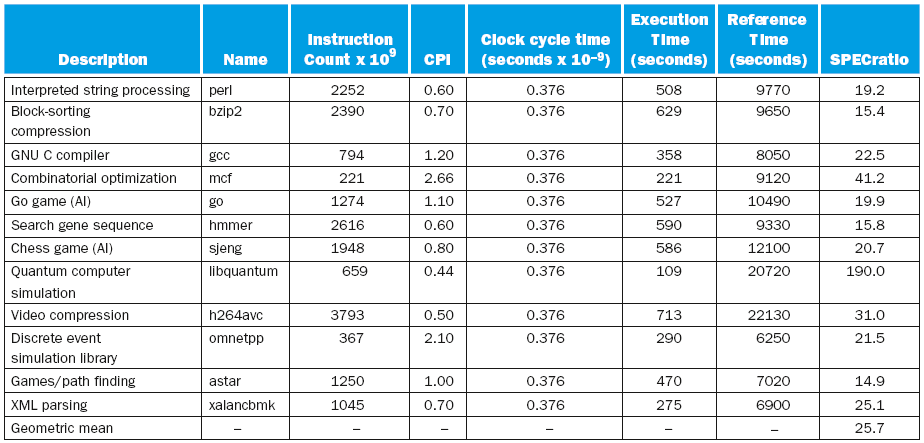 Description Name Instruction Count x 10^9 CPI Clock cycle time (seconds x 10^–9) Execution Time (seconds) Reference Time (seconds) SPECratio
Interpreted string processing perl 2252 0.60 0.376 508 9770 19.2
Block-sorting compression bzip2 2390 0.70 0.376 629 9650 15.4
GNU C compiler gcc 794 1.20 0.376 358 8050 22.5
Combinatorial optimization mcf 221 2.66 0.376 221 9120 41.2
Go game (AI) go 1274 1.10 0.376 527 10490 19.9
Search gene sequence hmmer 2616 0.60 0.376 590 9330 15.8
Chess game (AI) sjeng 1948 0.80 0.376 586 12100 20.7
Quantum computer simulation libquantum 659 0.44 0.376 109 20720 190.0
Video compression h264avc 3793 0.50 0.376 713 22130 31.0
Discrete event simulation library omnetpp 367 2.10 0.376 290 6250 21.5
Games/path finding astar 1250 1.00 0.376 470 7020 14.9
XML parsing xalancbmk 1045 0.70 0.376 275 6900 25.1
Geometric mean – – – – – – 25.7